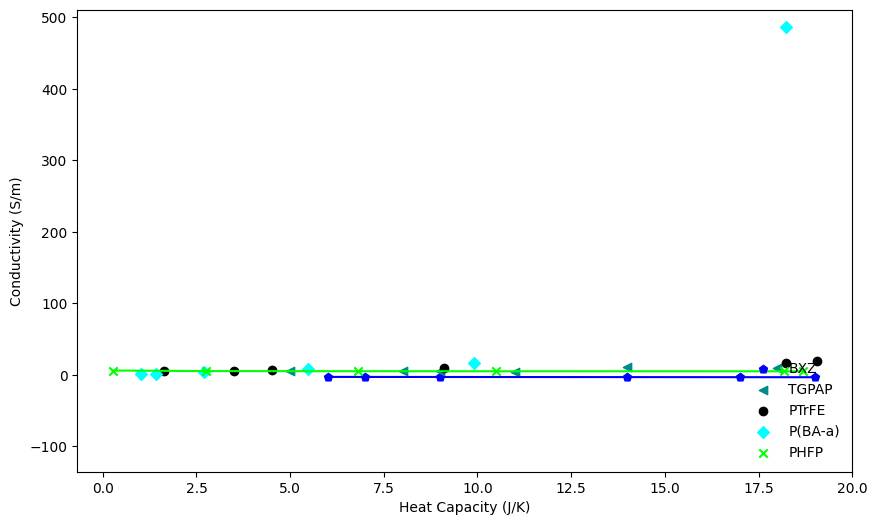 500
400
300
200
100
0
−100
Conductivity (S/m)
BXZ
TGPAP
PTrFE
P(BA-a)
PHFP
0.0 2.5 5.0 7.5 10.0 12.5 15.0 17.5 20.0
Heat Capacity (J/K)